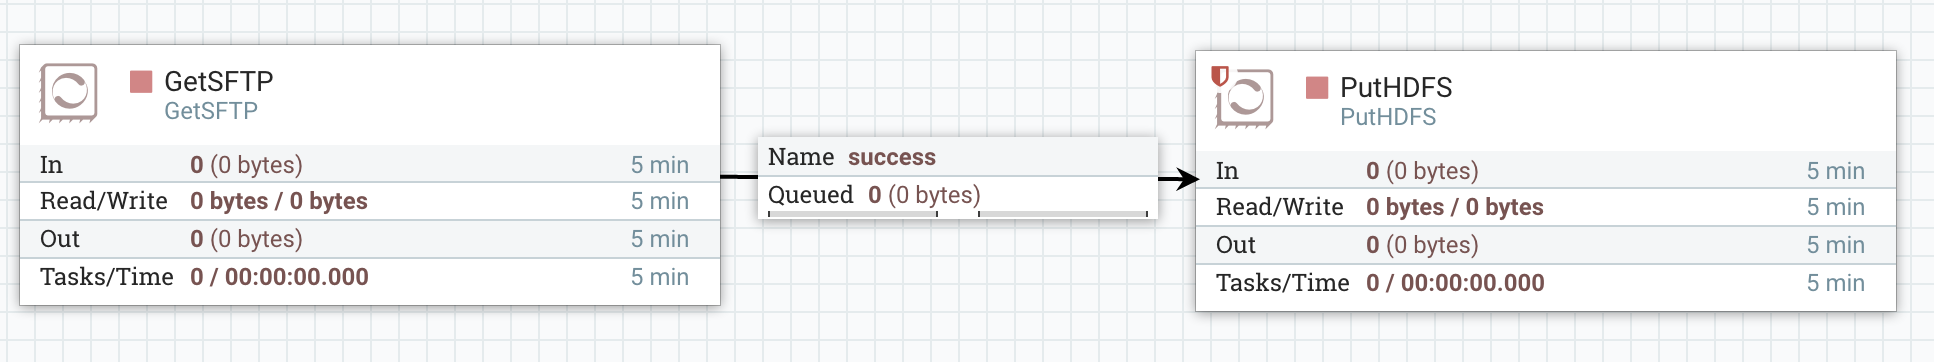 GetSFTP
GetSFTP
In 0 (0 bytes) 5 min
Read/Write 0 bytes / 0 bytes 5 min
Out 0 (0 bytes) 5 min
Tasks/Time 0 / 00:00:00.000 5 min
Name success
Queued 0 (0 bytes)
PutHDFS
PutHDFS
In 0 (0 bytes) 5 min
Read/Write 0 bytes / 0 bytes 5 min
Out 0 (0 bytes) 5 min
Tasks/Time 0 / 00:00:00.000 5 min